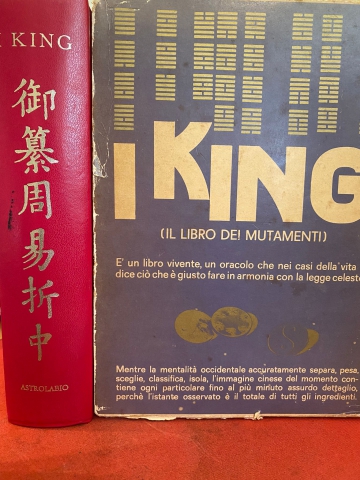 I KING
御
纂
周
易
折
中
ASTROLABIO
I KING
(IL LIBRO DEI MUTAMENTI)
E' un libro vivente, un oracolo che nei casi della vita
dice ciò che è giusto fare in armonia con la legge celeste
Mentre la mentalità occidentale accuratamente separa, pesa,
sceglie, classifica, isola, l'immagine cinese del momento con-
tiene ogni particolare fino al più minuto assurdo dettaglio,
perchè l'istante osservato è il totale di tutti gli ingredienti.